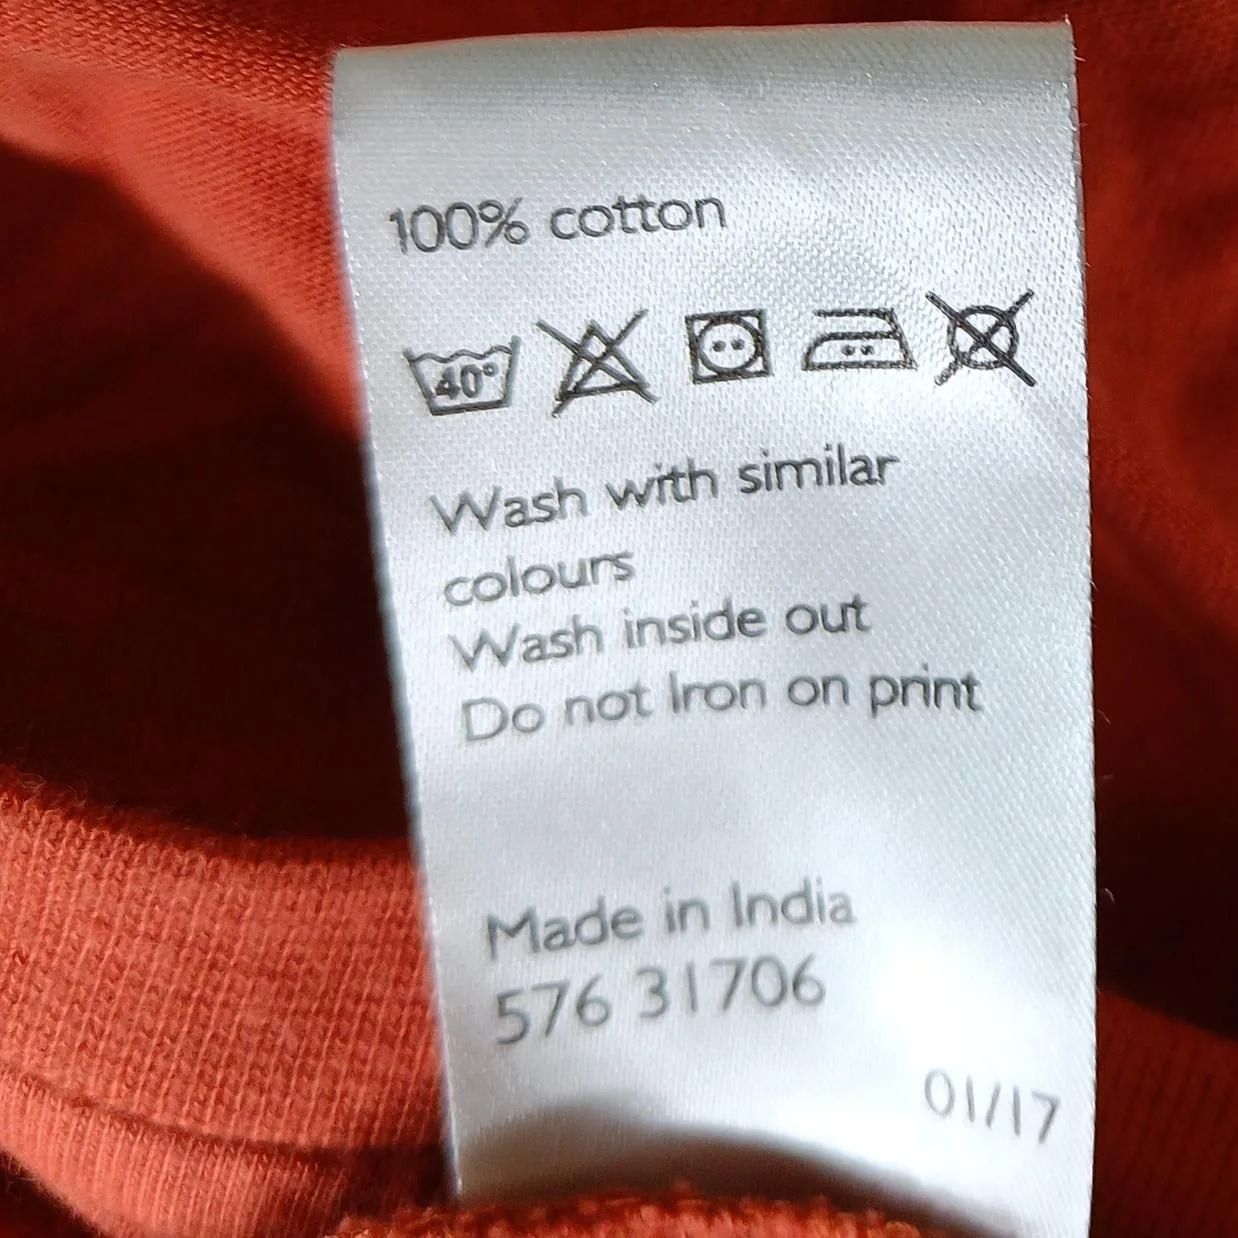 100% cotton
40°
Wash with similar
colours
Wash inside out
Do not Iron on print
Made in India
576 31706
01/17